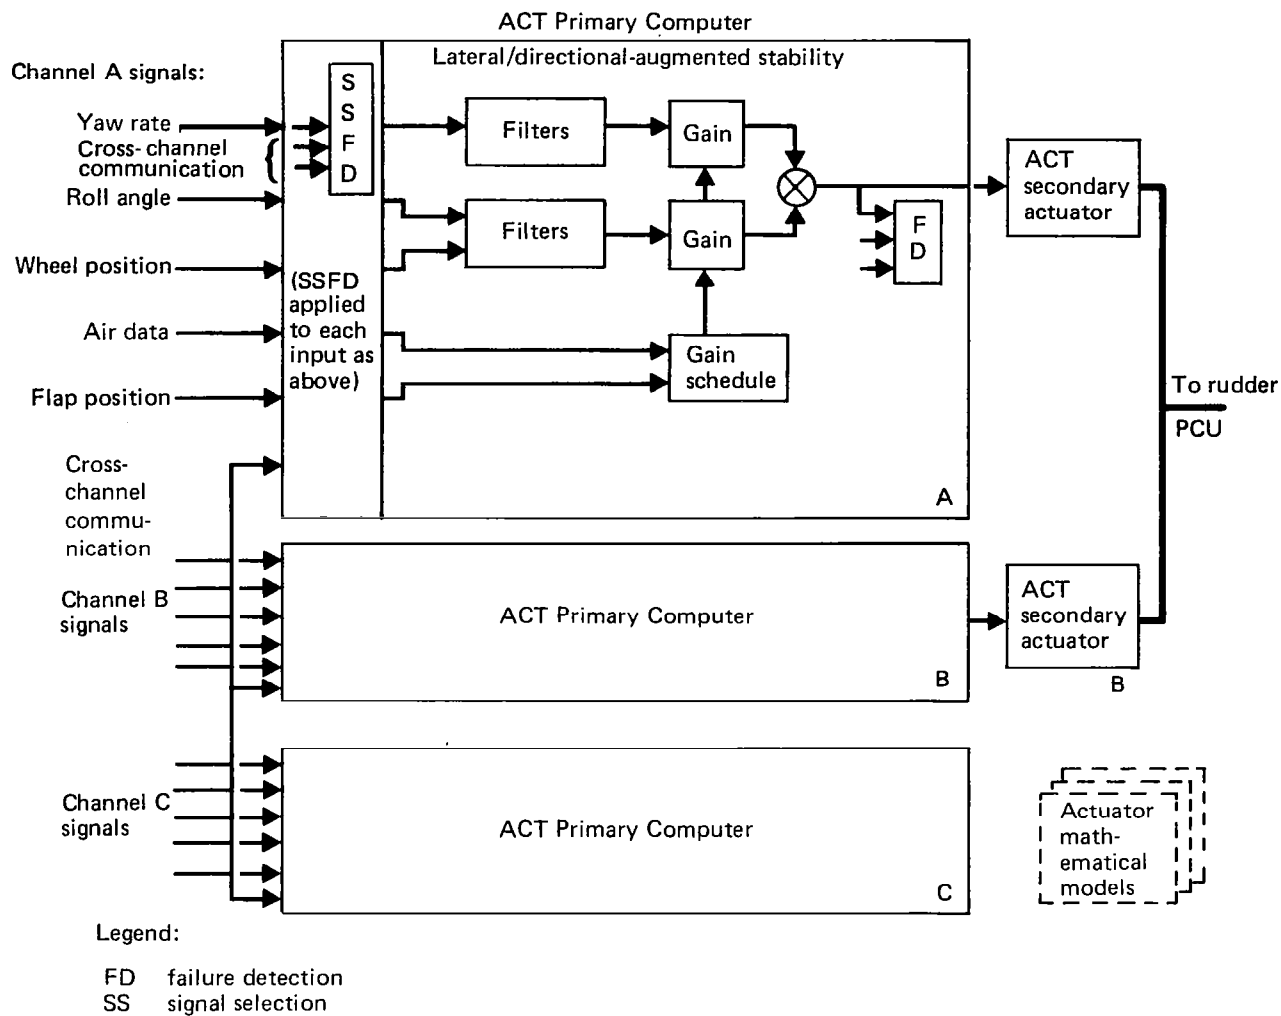 ACT Primary Computer
Lateral/directional-augmented stability
Channel A signals:
Yaw rate
Cross-channel
communication
Roll angle
Wheel position
Air data
Flap position
S
S
F
D
(SSFD
applied
to each
input as
above)
Filters
Gain
Filters
Gain
Gain
schedule
F
D
A
ACT
secondary
actuator
To rudder
PCU
Cross-
channel
commu-
nication
Channel B
signals
ACT Primary Computer
B
ACT
secondary
actuator
B
Channel C
signals
ACT Primary Computer
C
Actuator
math-
ematical
models
Legend:
FD failure detection
SS signal selection